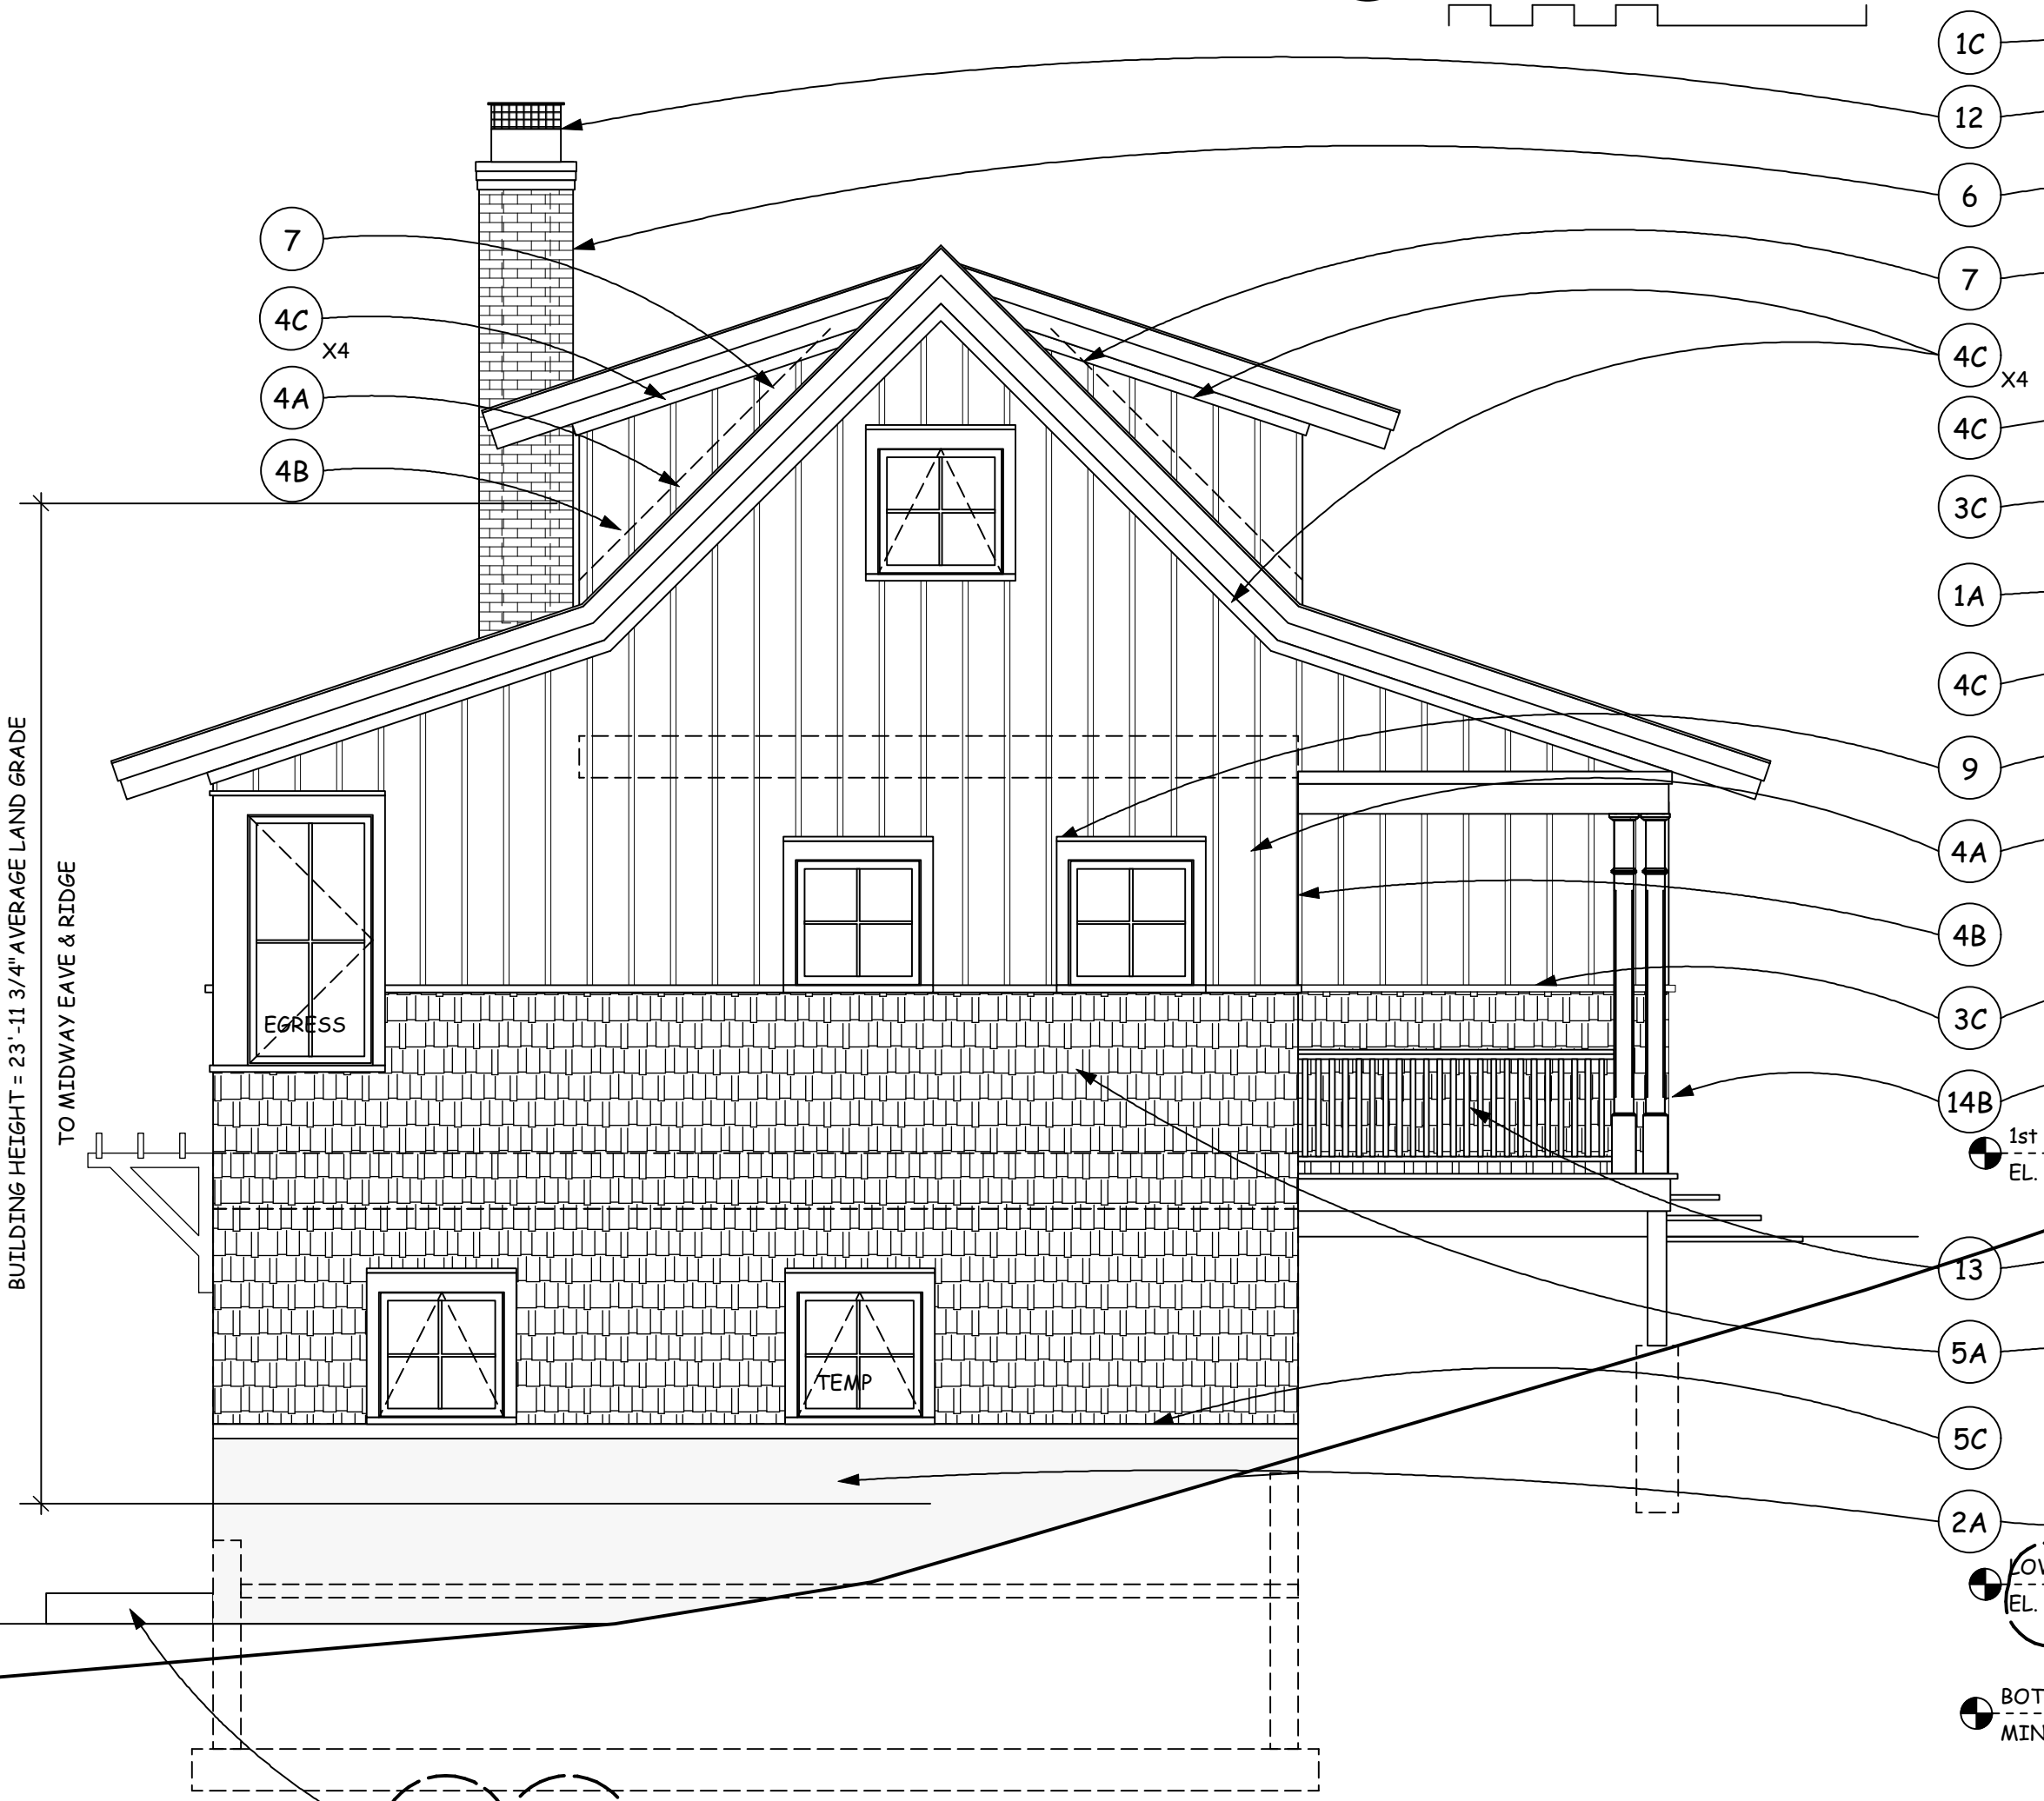 1C
12
6
7
7
4C
X4
4C
X4
4A
4C
4B
3C
1A
4C
9
4A
4B
3C
14B
1st
EL.
13
5A
5C
2A
EL.
BOT
MIN
BUILDING HEIGHT = 23'-11 3/4" AVERAGE LAND GRADE
TO MIDWAY EAVE & RIDGE
EGRESS
TEMP